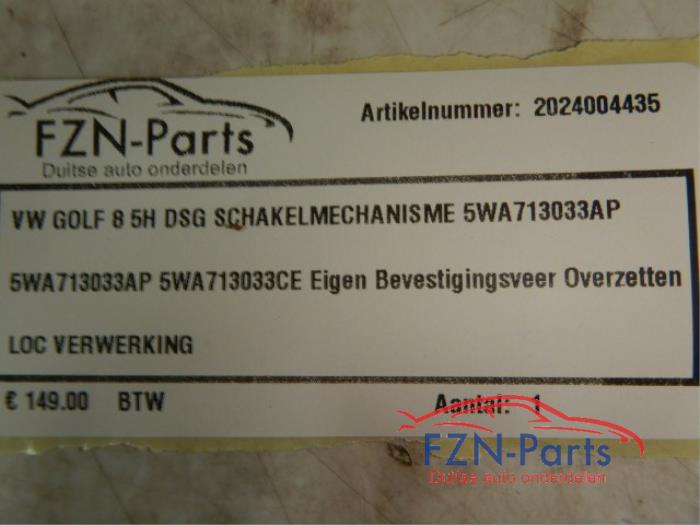 FZN-Parts
Duitse auto onderdelen
Artikelnummer: 2024004435
VW GOLF 8 5H DSG SCHAKELMECHANISME 5WA713033AP
5WA713033AP 5WA713033CE Eigen Bevestigingsveer Overzetten
LOC VERWERKING
€ 149.00 BTW Aantal: 1
FZN-Parts
Duitse auto onderdelen